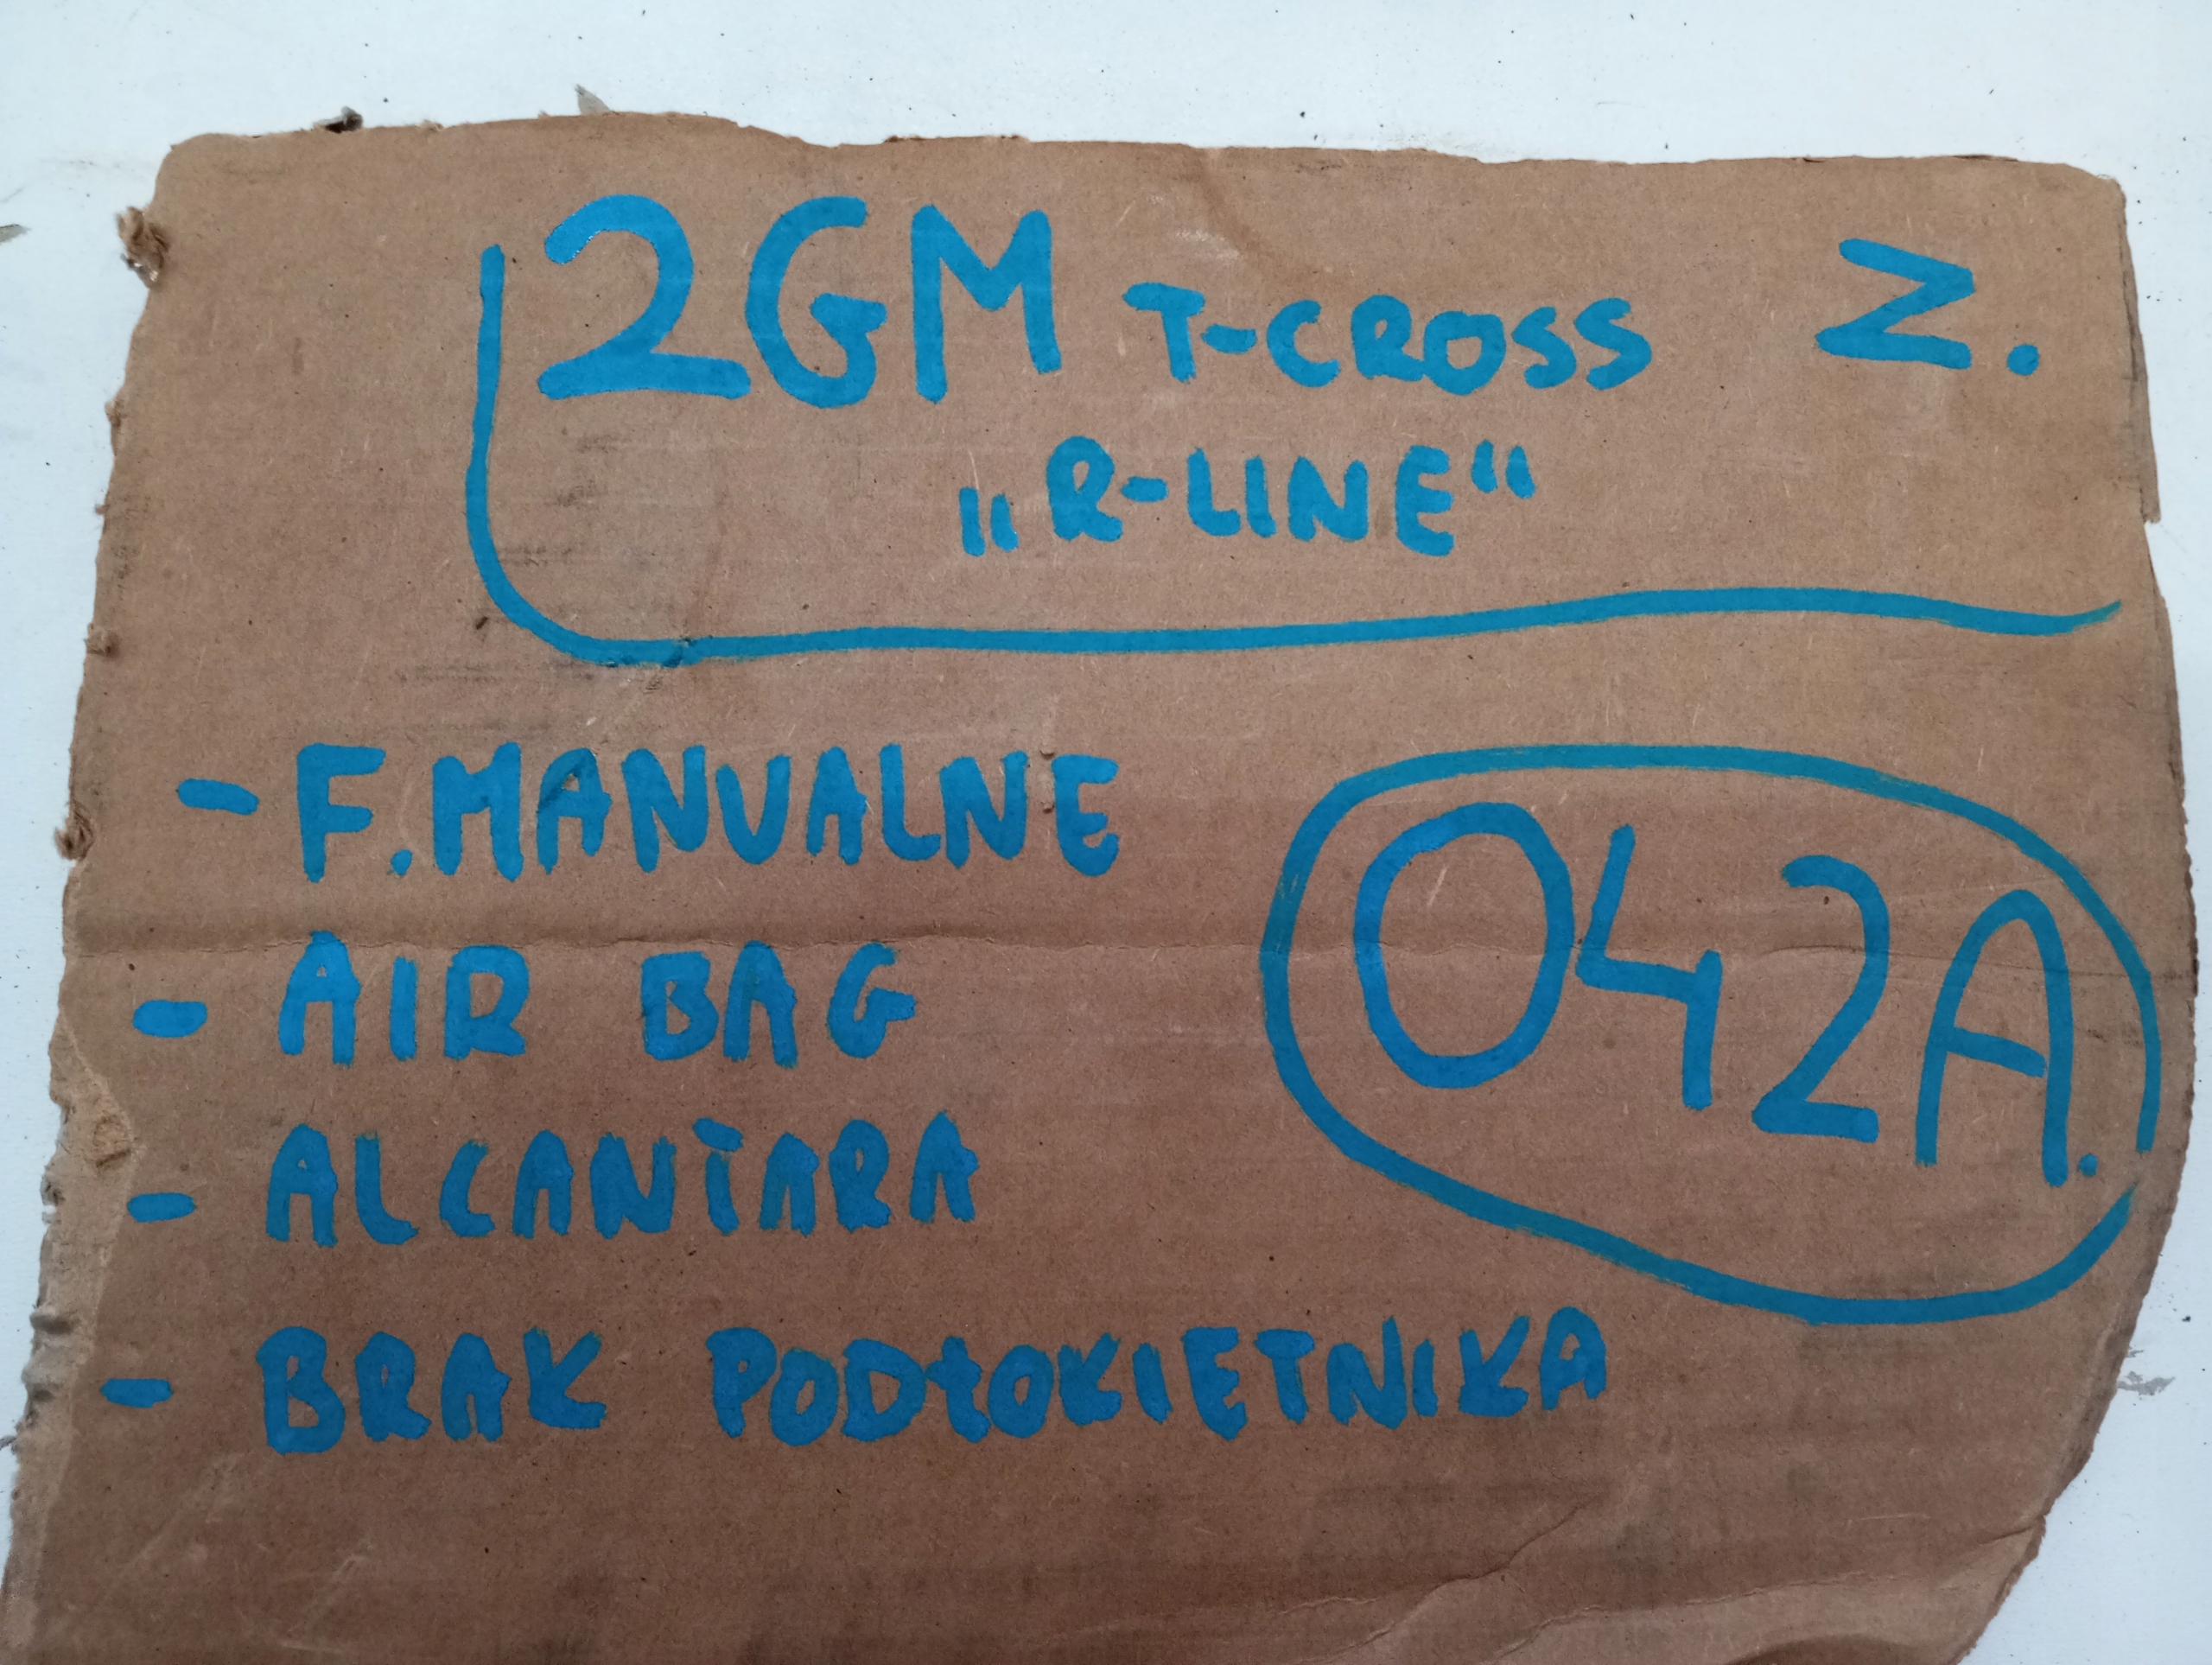 2GM T-CROSS Z.
„R-LINE“
- F.MANUALNE
- AIR BAG
- ALCANTARA
- BRAK PODŁOKIETNIKA
042A.